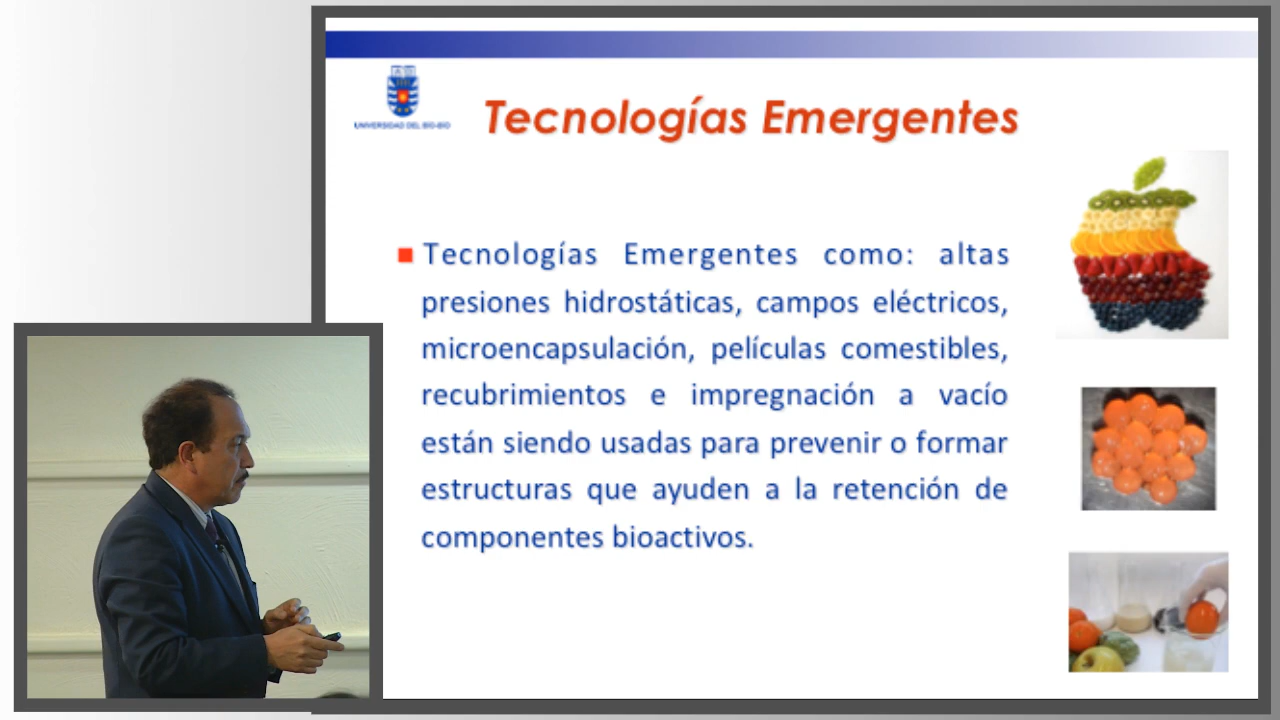 UNIVERSIDAD DEL BIO-BIO
Tecnologías Emergentes
Tecnologías Emergentes como: altas
presiones hidrostáticas, campos eléctricos,
microencapsulación, películas comestibles,
recubrimientos e impregnación a vacío
están siendo usadas para prevenir o formar
estructuras que ayuden a la retención de
componentes bioactivos.